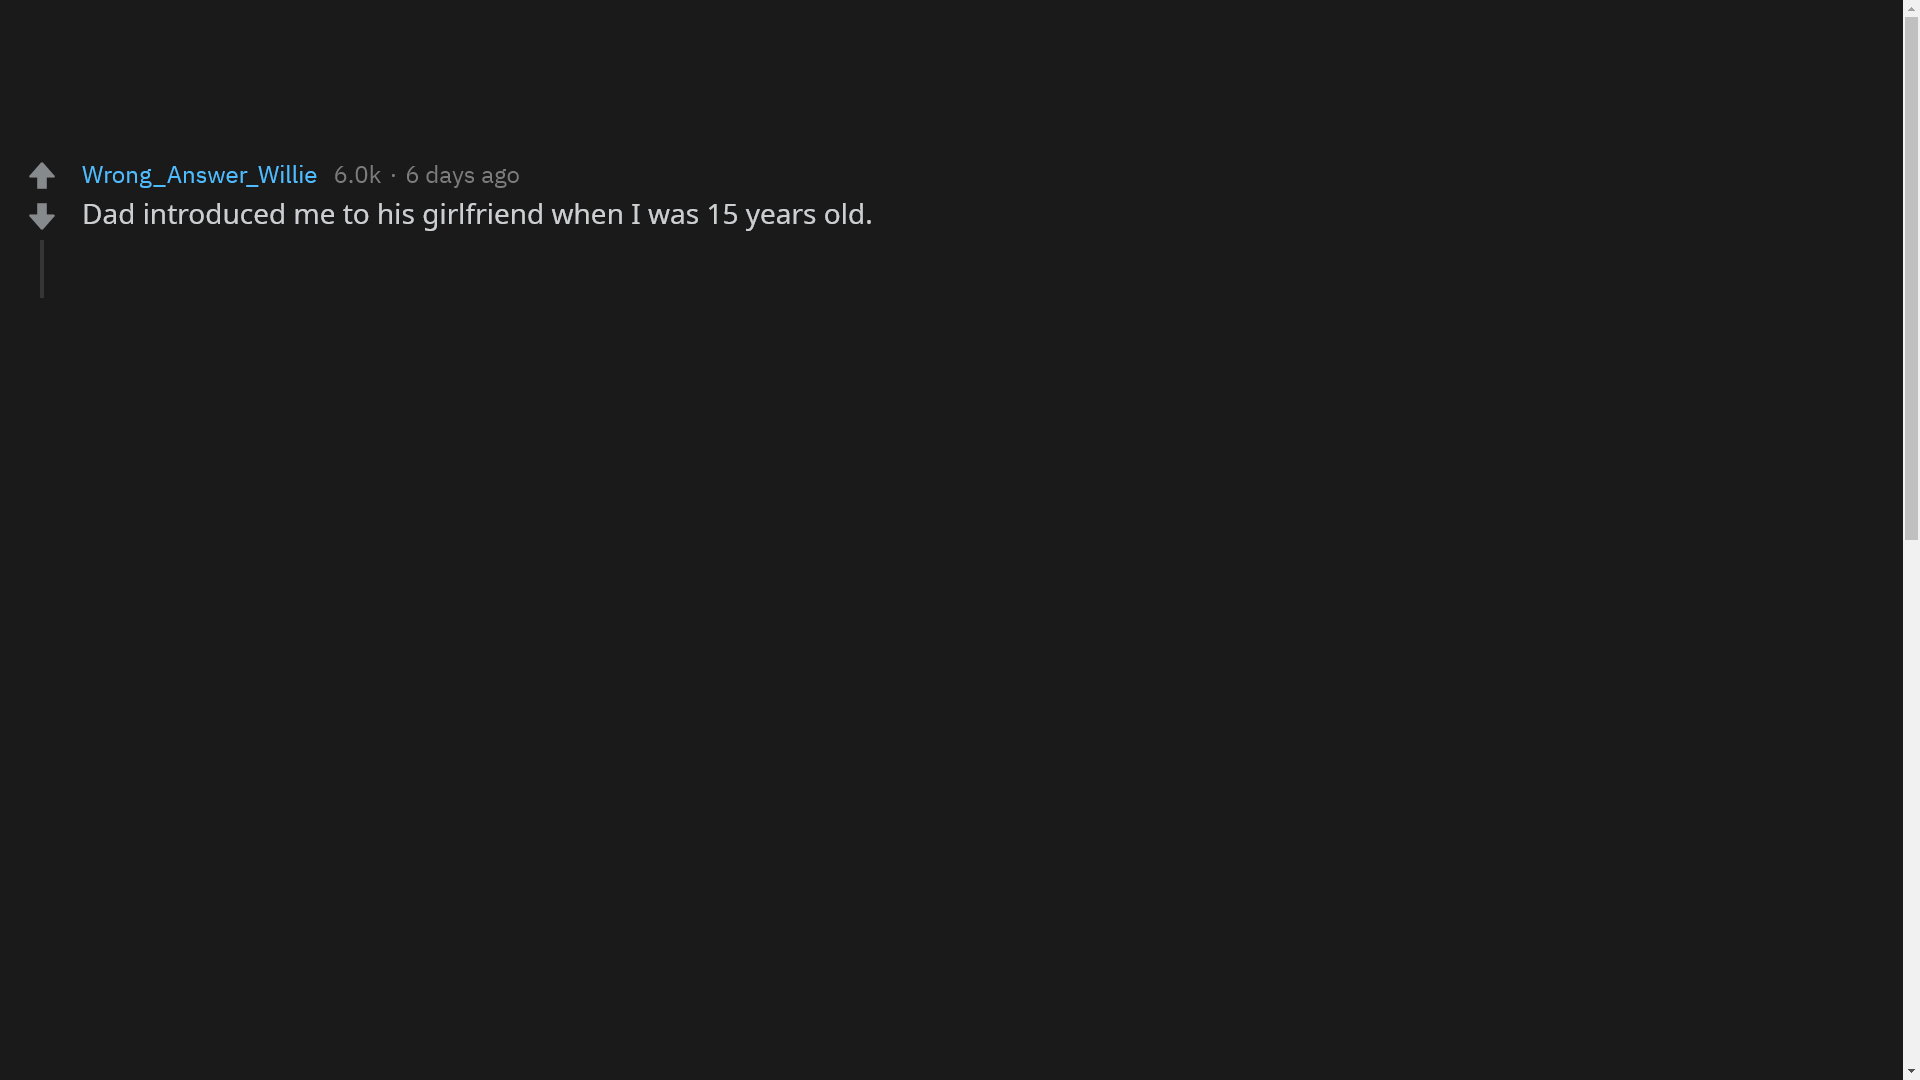 Wrong_Answer_Willie 6.0k · 6 days ago
Dad introduced me to his girlfriend when I was 15 years old.